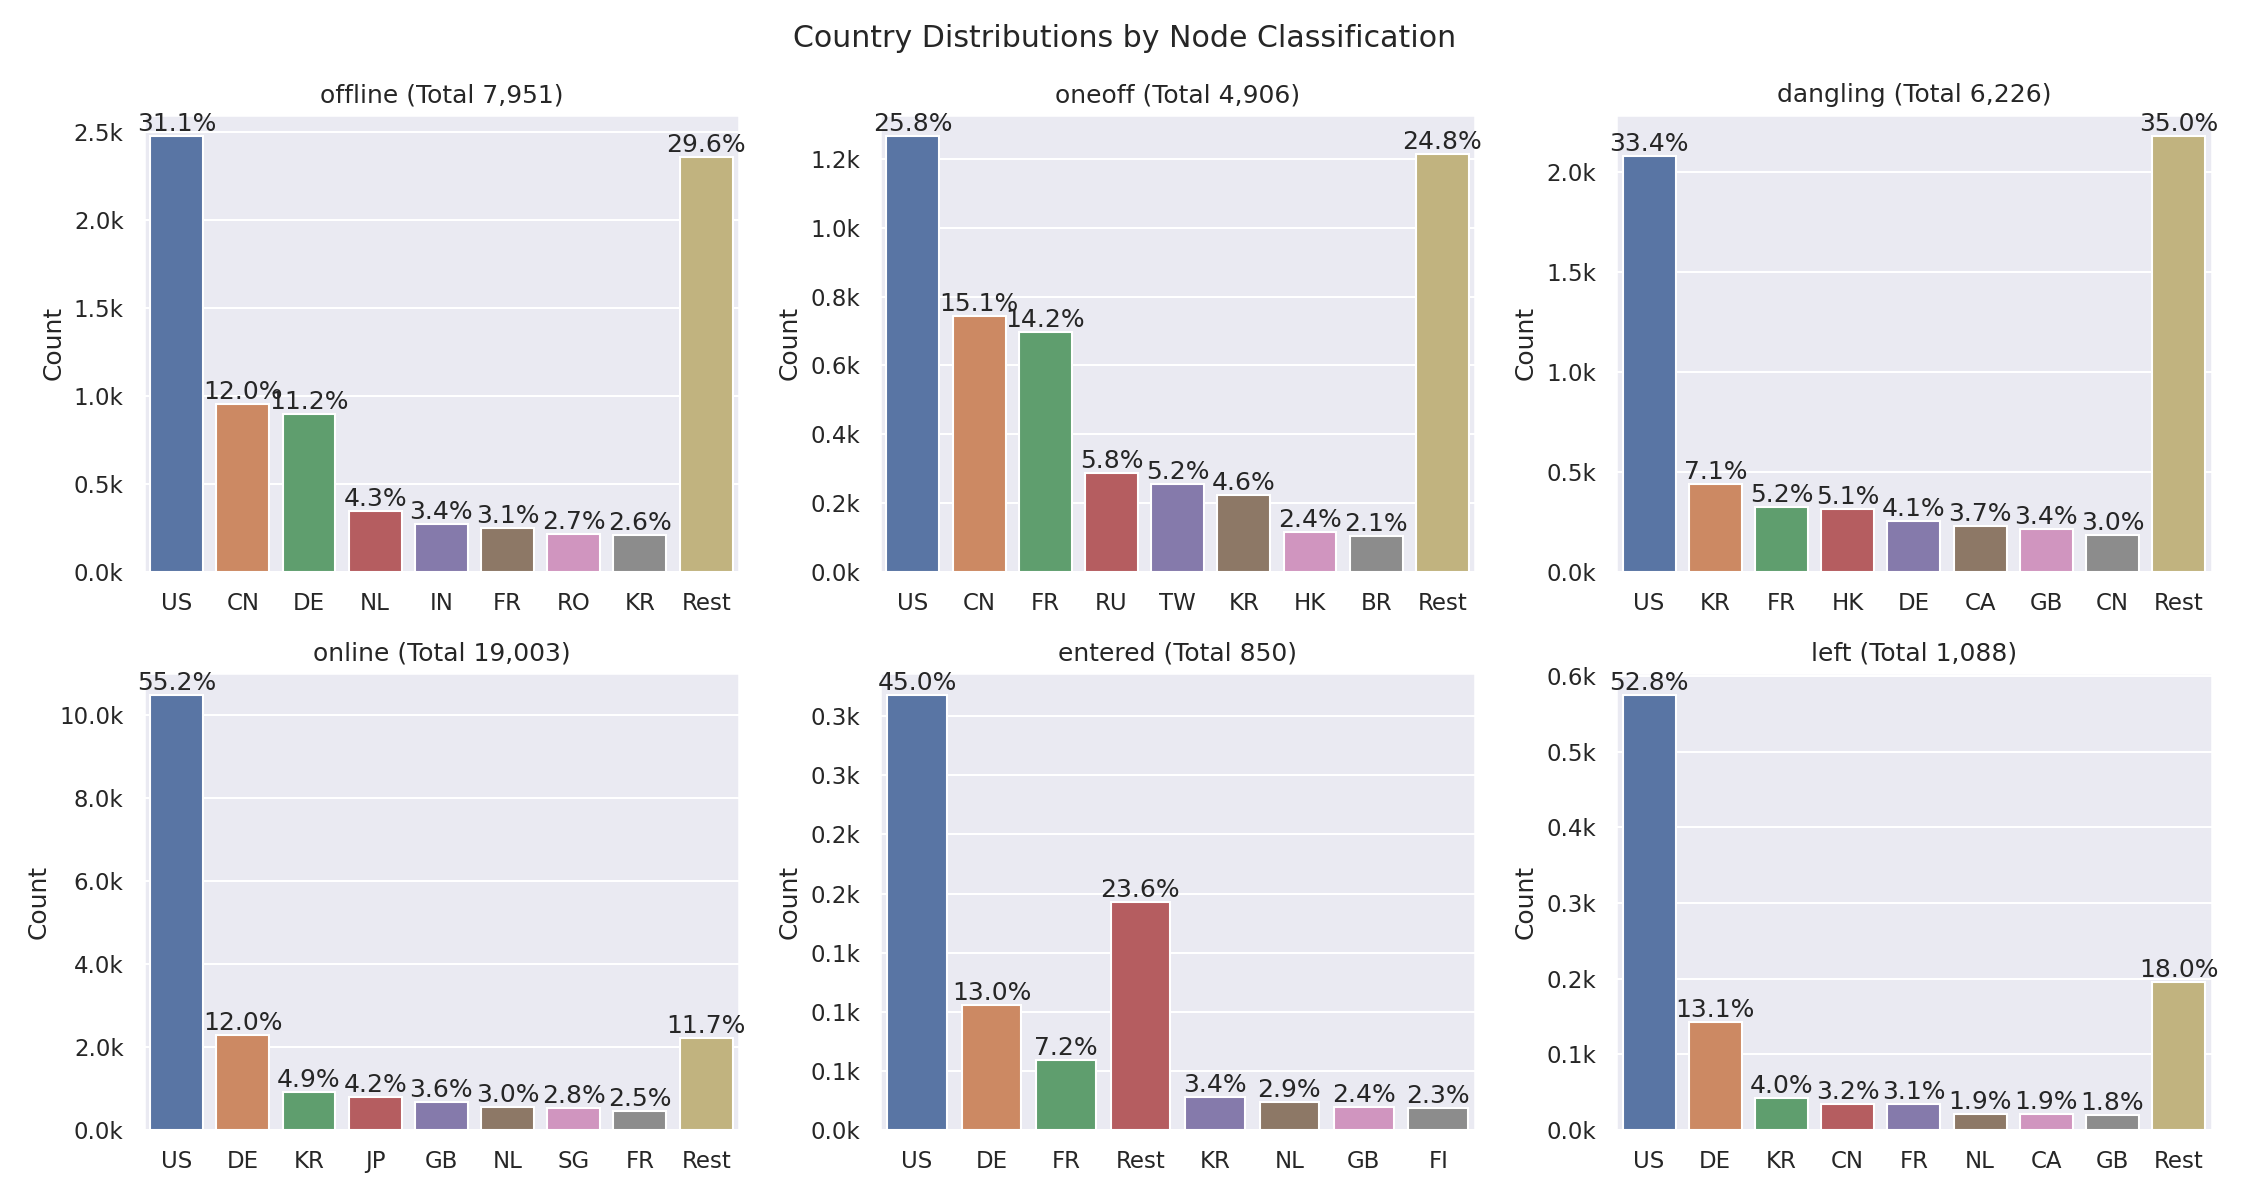 Country Distributions by Node Classification
offline (Total 7,951)
Count
2.5k
2.0k
1.5k
1.0k
0.5k
0.0k
31.1%
12.0%
11.2%
4.3%
3.4%
3.1%
2.7%
2.6%
29.6%
US CN DE NL IN FR RO KR Rest
oneoff (Total 4,906)
Count
1.2k
1.0k
0.8k
0.6k
0.4k
0.2k
0.0k
25.8%
15.1%
14.2%
5.8%
5.2%
4.6%
2.4%
2.1%
24.8%
US CN FR RU TW KR HK BR Rest
dangling (Total 6,226)
Count
2.0k
1.5k
1.0k
0.5k
0.0k
33.4%
7.1%
5.2%
5.1%
4.1%
3.7%
3.4%
3.0%
35.0%
US KR FR HK DE CA GB CN Rest
online (Total 19,003)
Count
10.0k
8.0k
6.0k
4.0k
2.0k
0.0k
55.2%
12.0%
4.9%
4.2%
3.6%
3.0%
2.8%
2.5%
11.7%
US DE KR JP GB NL SG FR Rest
entered (Total 850)
Count
0.3k
0.3k
0.2k
0.2k
0.1k
0.1k
0.1k
0.0k
45.0%
13.0%
7.2%
23.6%
3.4%
2.9%
2.4%
2.3%
US DE FR Rest KR NL GB FI
left (Total 1,088)
Count
0.6k
0.5k
0.4k
0.3k
0.2k
0.1k
0.0k
52.8%
13.1%
4.0%
3.2%
3.1%
1.9%
1.9%
1.8%
18.0%
US DE KR CN FR NL CA GB Rest